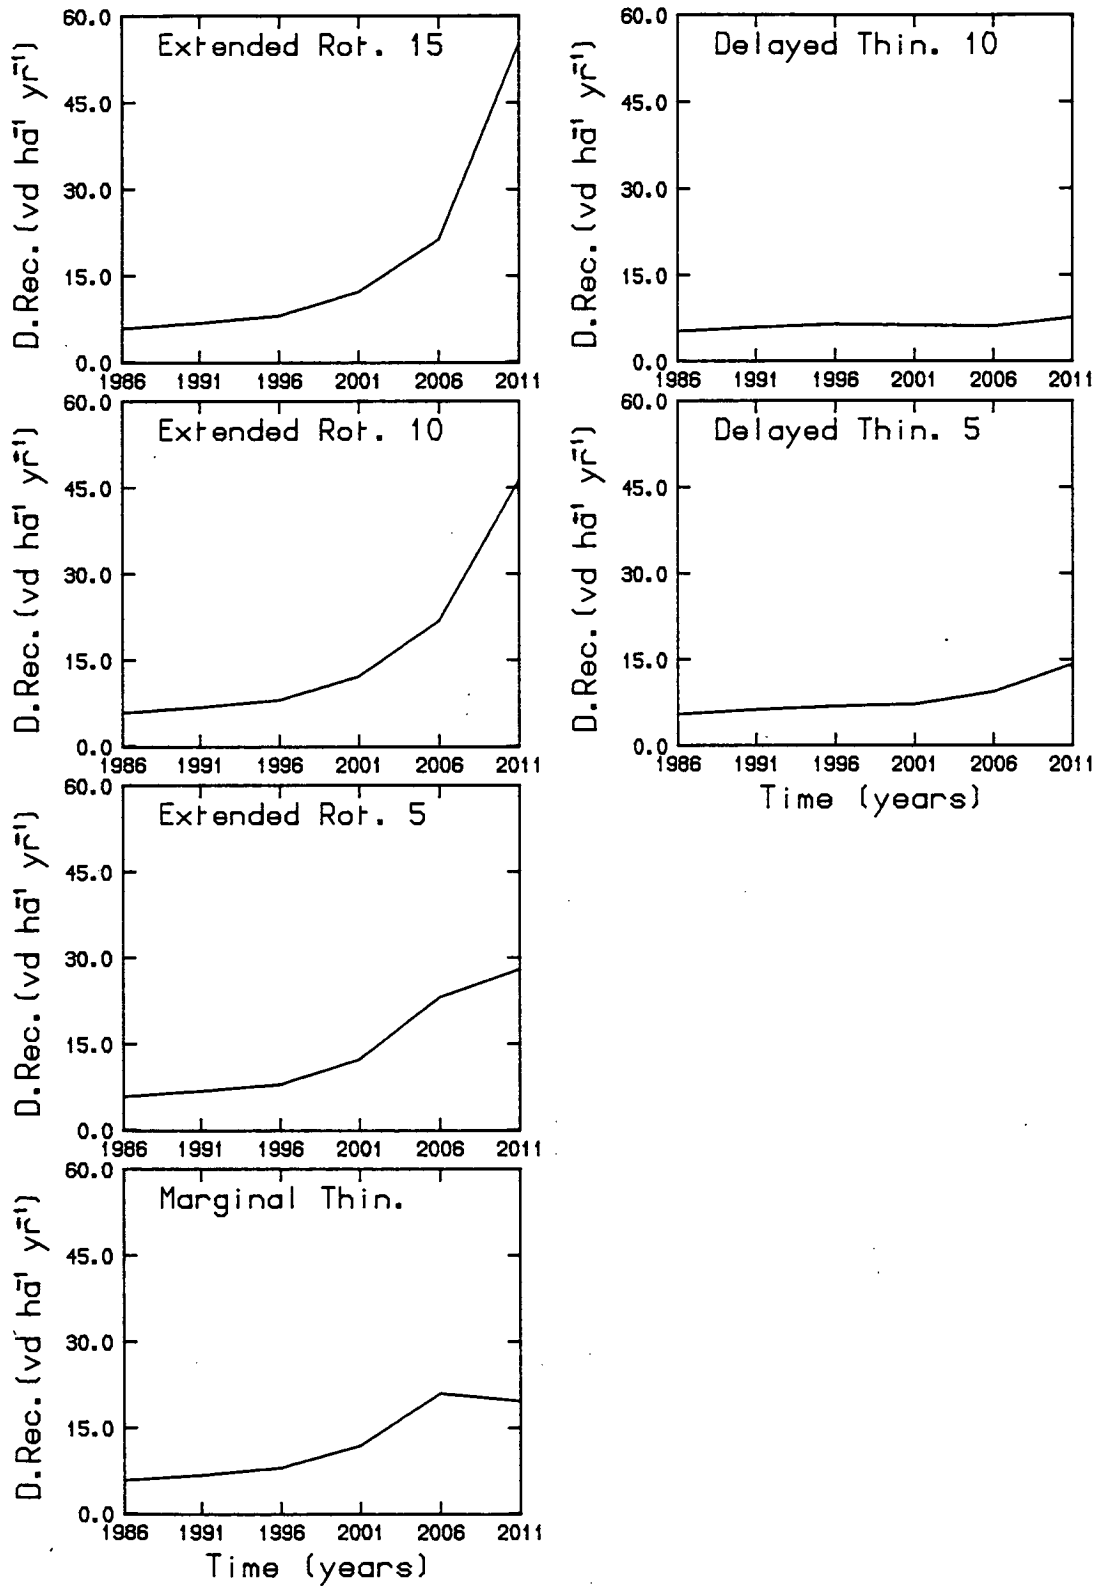 Extended Rot. 15
D.Rec. (vd ha⁻¹ yr⁻¹)
60.0
45.0
30.0
15.0
0.0
1986 1991 1996 2001 2006 2011
Delayed Thin. 10
D.Rec. (vd ha⁻¹ yr⁻¹)
60.0
45.0
30.0
15.0
0.0
1986 1991 1996 2001 2006 2011
Extended Rot. 10
D.Rec. (vd ha⁻¹ yr⁻¹)
60.0
45.0
30.0
15.0
0.0
1986 1991 1996 2001 2006 2011
Delayed Thin. 5
D.Rec. (vd ha⁻¹ yr⁻¹)
60.0
45.0
30.0
15.0
0.0
1986 1991 1996 2001 2006 2011
Time (years)
Extended Rot. 5
D.Rec. (vd ha⁻¹ yr⁻¹)
60.0
45.0
30.0
15.0
0.0
1986 1991 1996 2001 2006 2011
Marginal Thin.
D.Rec. (vd ha⁻¹ yr⁻¹)
60.0
45.0
30.0
15.0
0.0
1986 1991 1996 2001 2006 2011
Time (years)